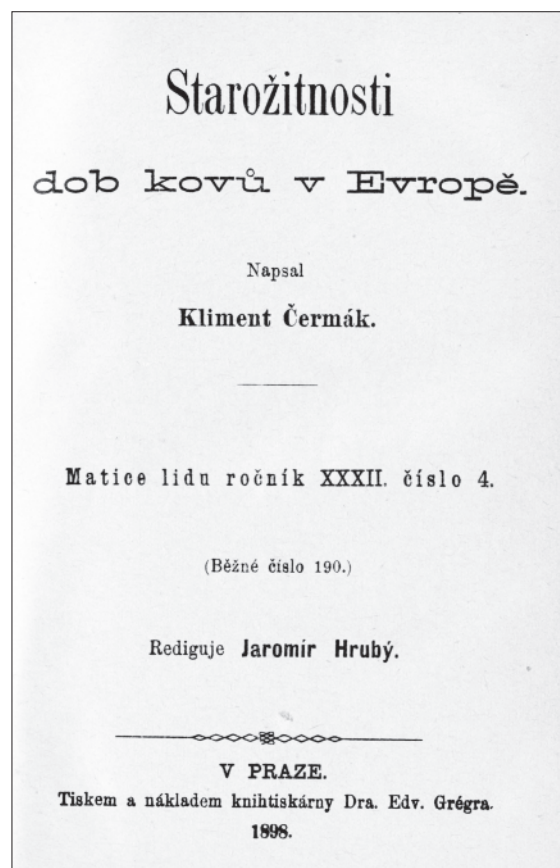 Starožitnosti
dob kovů v Evropě.
Napsal
Kliment Čermák.
Matice lidu ročník XXXII. číslo 4.
(Běžné číslo 190.)
Rediguje Jaromír Hrubý.
V PRAZE.
Tiskem a nákladem knihtiskárny Dra. Edv. Grégra.
1898.